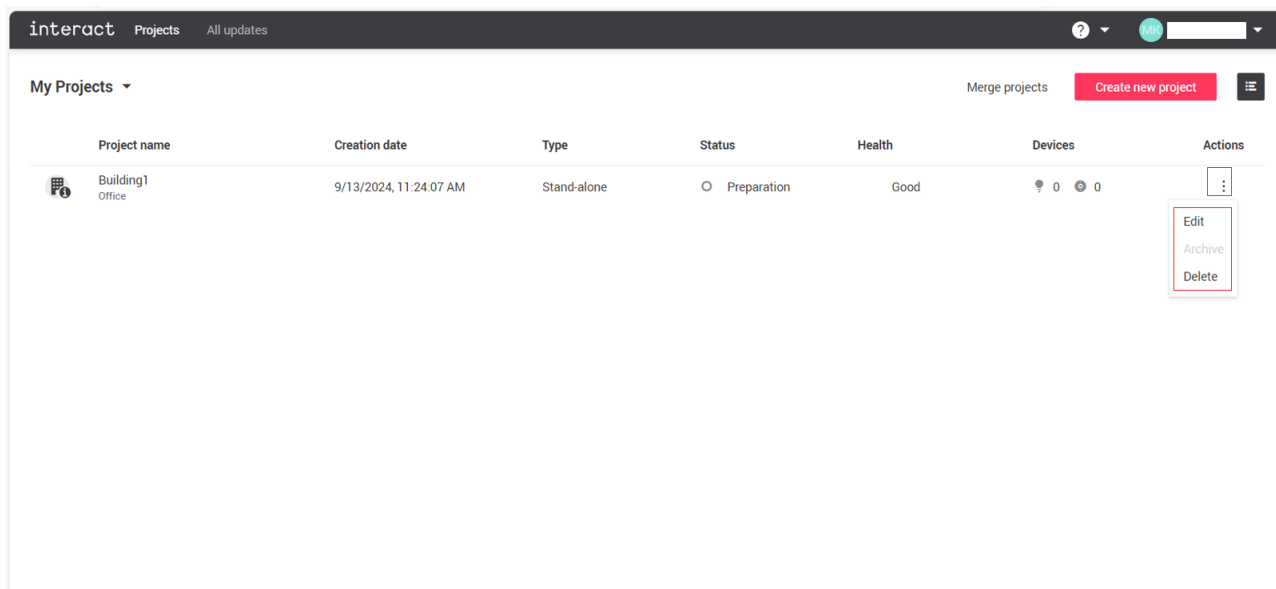 interact Projects All updates ? MK
My Projects Merge projects Create new project
Project name Creation date Type Status Health Devices Actions
Building1
Office
9/13/2024, 11:24:07 AM Stand-alone Preparation Good 0 0
Edit
Archive
Delete